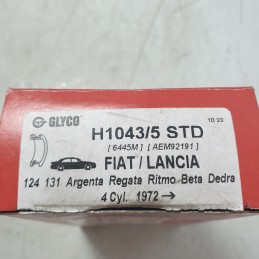 GLYCO
10 22
H1043/5 STD
[ 6445M ] [ AEM92191 ]
FIAT / LANCIA
124 131 Argenta Regata Ritmo Beta Dedra
4 Cyl. 1972 →